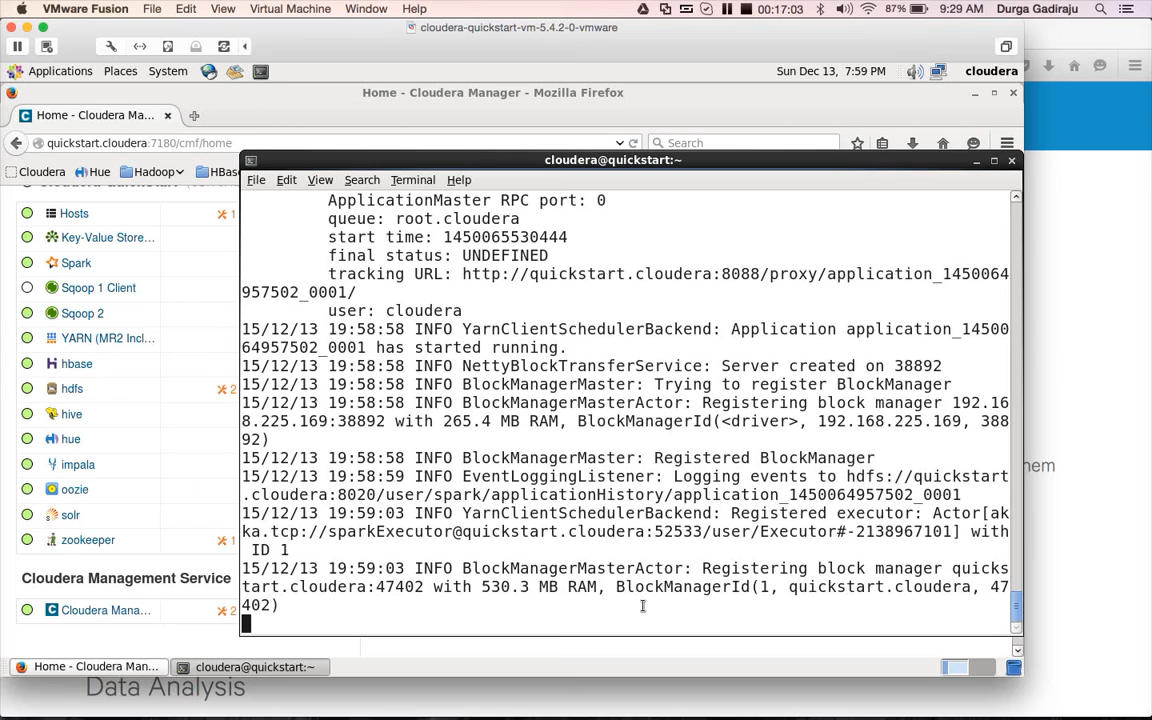 VMware Fusion File Edit View Virtual Machine Window Help 00:17:03 87% 9:29 AM Durga Gadiraju
cloudera-quickstart-vm-5.4.2-0-vmware
Applications Places System Sun Dec 13, 7:59 PM cloudera
Home - Cloudera Manager - Mozilla Firefox
Home - Cloudera Ma...
quickstart.cloudera:7180/cmf/home Search
Cloudera Hue Hadoop HBas
Hosts 1
Key-Value Store...
Spark
Sqoop 1 Client
Sqoop 2
YARN (MR2 Incl... 1
hbase
hdfs 2
hive
hue
impala
oozie
solr
zookeeper 1
Cloudera Management Service
Cloudera Mana... 2
cloudera@quickstart:~
File Edit View Search Terminal Help
ApplicationMaster RPC port: 0
queue: root.cloudera
start time: 1450065530444
final status: UNDEFINED
tracking URL: http://quickstart.cloudera:8088/proxy/application_1450064
957502_0001/
user: cloudera
15/12/13 19:58:58 INFO YarnClientSchedulerBackend: Application application_14500
64957502_0001 has started running.
15/12/13 19:58:58 INFO NettyBlockTransferService: Server created on 38892
15/12/13 19:58:58 INFO BlockManagerMaster: Trying to register BlockManager
15/12/13 19:58:58 INFO BlockManagerMasterActor: Registering block manager 192.16
8.225.169:38892 with 265.4 MB RAM, BlockManagerId(<driver>, 192.168.225.169, 388
92)
15/12/13 19:58:58 INFO BlockManagerMaster: Registered BlockManager
15/12/13 19:58:59 INFO EventLoggingListener: Logging events to hdfs://quickstart
.cloudera:8020/user/spark/applicationHistory/application_1450064957502_0001
15/12/13 19:59:03 INFO YarnClientSchedulerBackend: Registered executor: Actor[ak
ka.tcp://sparkExecutor@quickstart.cloudera:52533/user/Executor#-2138967101] with
ID 1
15/12/13 19:59:03 INFO BlockManagerMasterActor: Registering block manager quicks
tart.cloudera:47402 with 530.3 MB RAM, BlockManagerId(1, quickstart.cloudera, 47
402)
hem
Home - Cloudera Man... cloudera@quickstart:~
Data Analysis